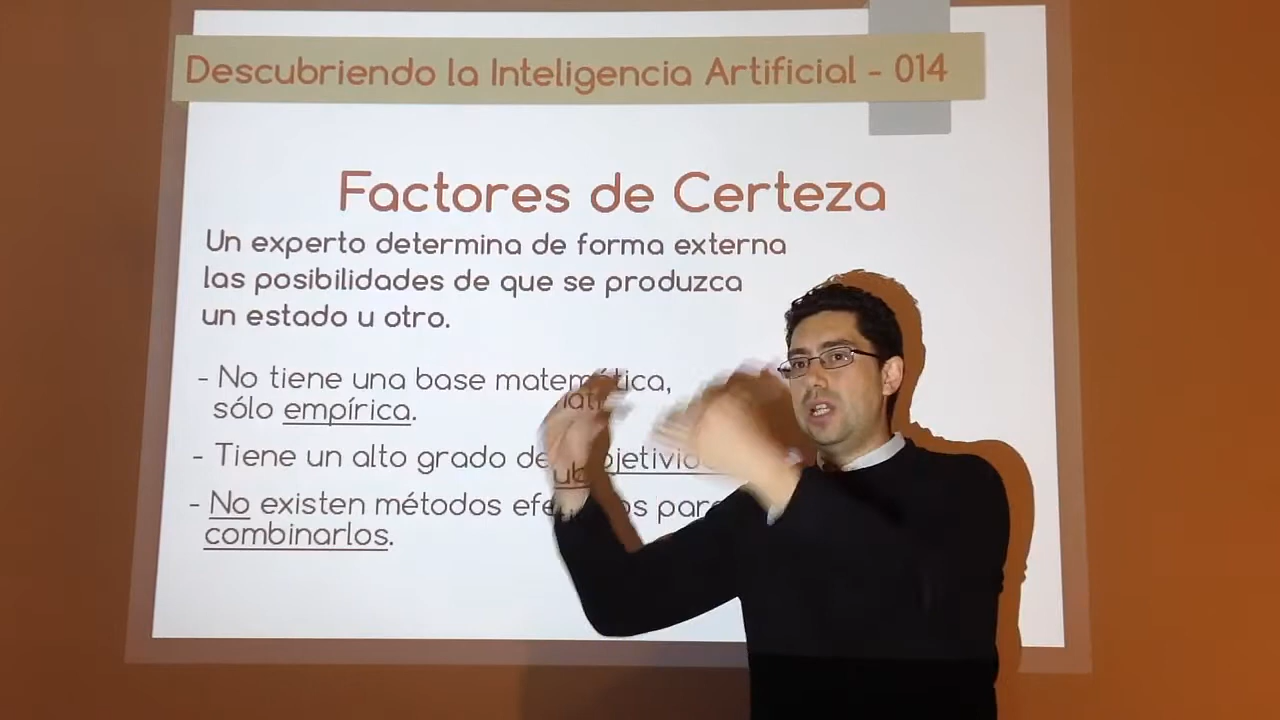 Descubriendo la Inteligencia Artificial - 014
Factores de Certeza
Un experto determina de forma externa
las posibilidades de que se produzca
un estado u otro.
- No tiene una base matemática,
sólo empírica.
- Tiene un alto grado de
- No existen métodos
combinarlos.